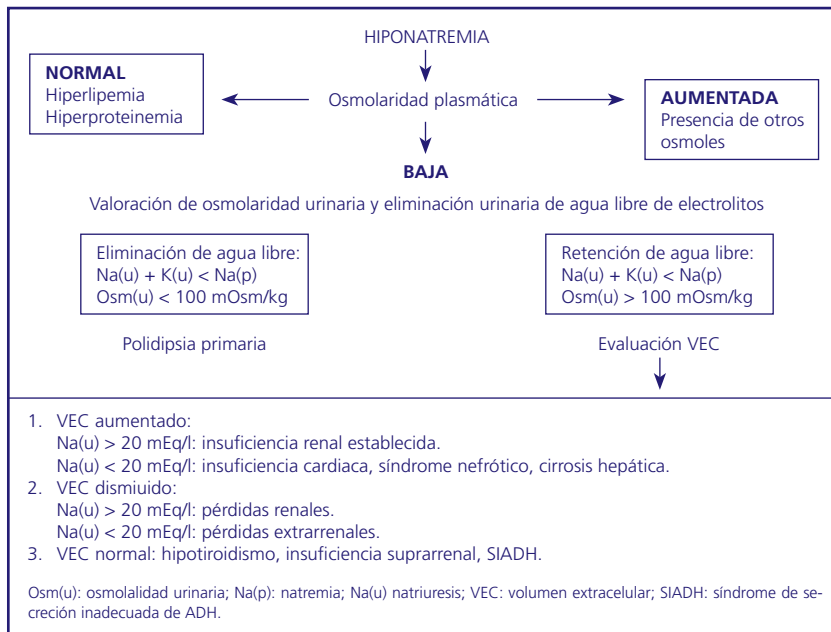 HIPONATREMIA
NORMAL
Hiperlipemia
Hiperproteinemia
Osmolaridad plasmática
AUMENTADA
Presencia de otros
osmoles
BAJA
Valoración de osmolaridad urinaria y eliminación urinaria de agua libre de electrolitos
Eliminación de agua libre:
Na(u) + K(u) < Na(p)
Osm(u) < 100 mOsm/kg
Retención de agua libre:
Na(u) + K(u) < Na(p)
Osm(u) > 100 mOsm/kg
Polidipsia primaria
Evaluación VEC
1. VEC aumentado:
Na(u) > 20 mEq/l: insuficiencia renal establecida.
Na(u) < 20 mEq/l: insuficiencia cardiaca, síndrome nefrótico, cirrosis hepática.
2. VEC dismiuido:
Na(u) > 20 mEq/l: pérdidas renales.
Na(u) < 20 mEq/l: pérdidas extrarrenales.
3. VEC normal: hipotiroidismo, insuficiencia suprarrenal, SIADH.
Osm(u): osmolalidad urinaria; Na(p): natremia; Na(u) natriuresis; VEC: volumen extracelular; SIADH: síndrome de se-
creción inadecuada de ADH.